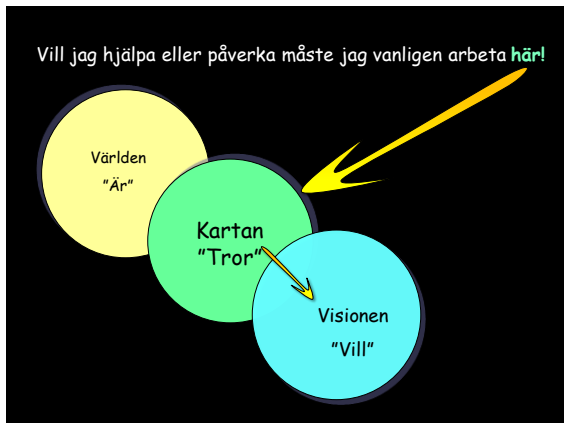 Vill jag hjälpa eller påverka måste jag vanligen arbeta här!
Världen
”Är”
Kartan
”Tror”
Visionen
”Vill”